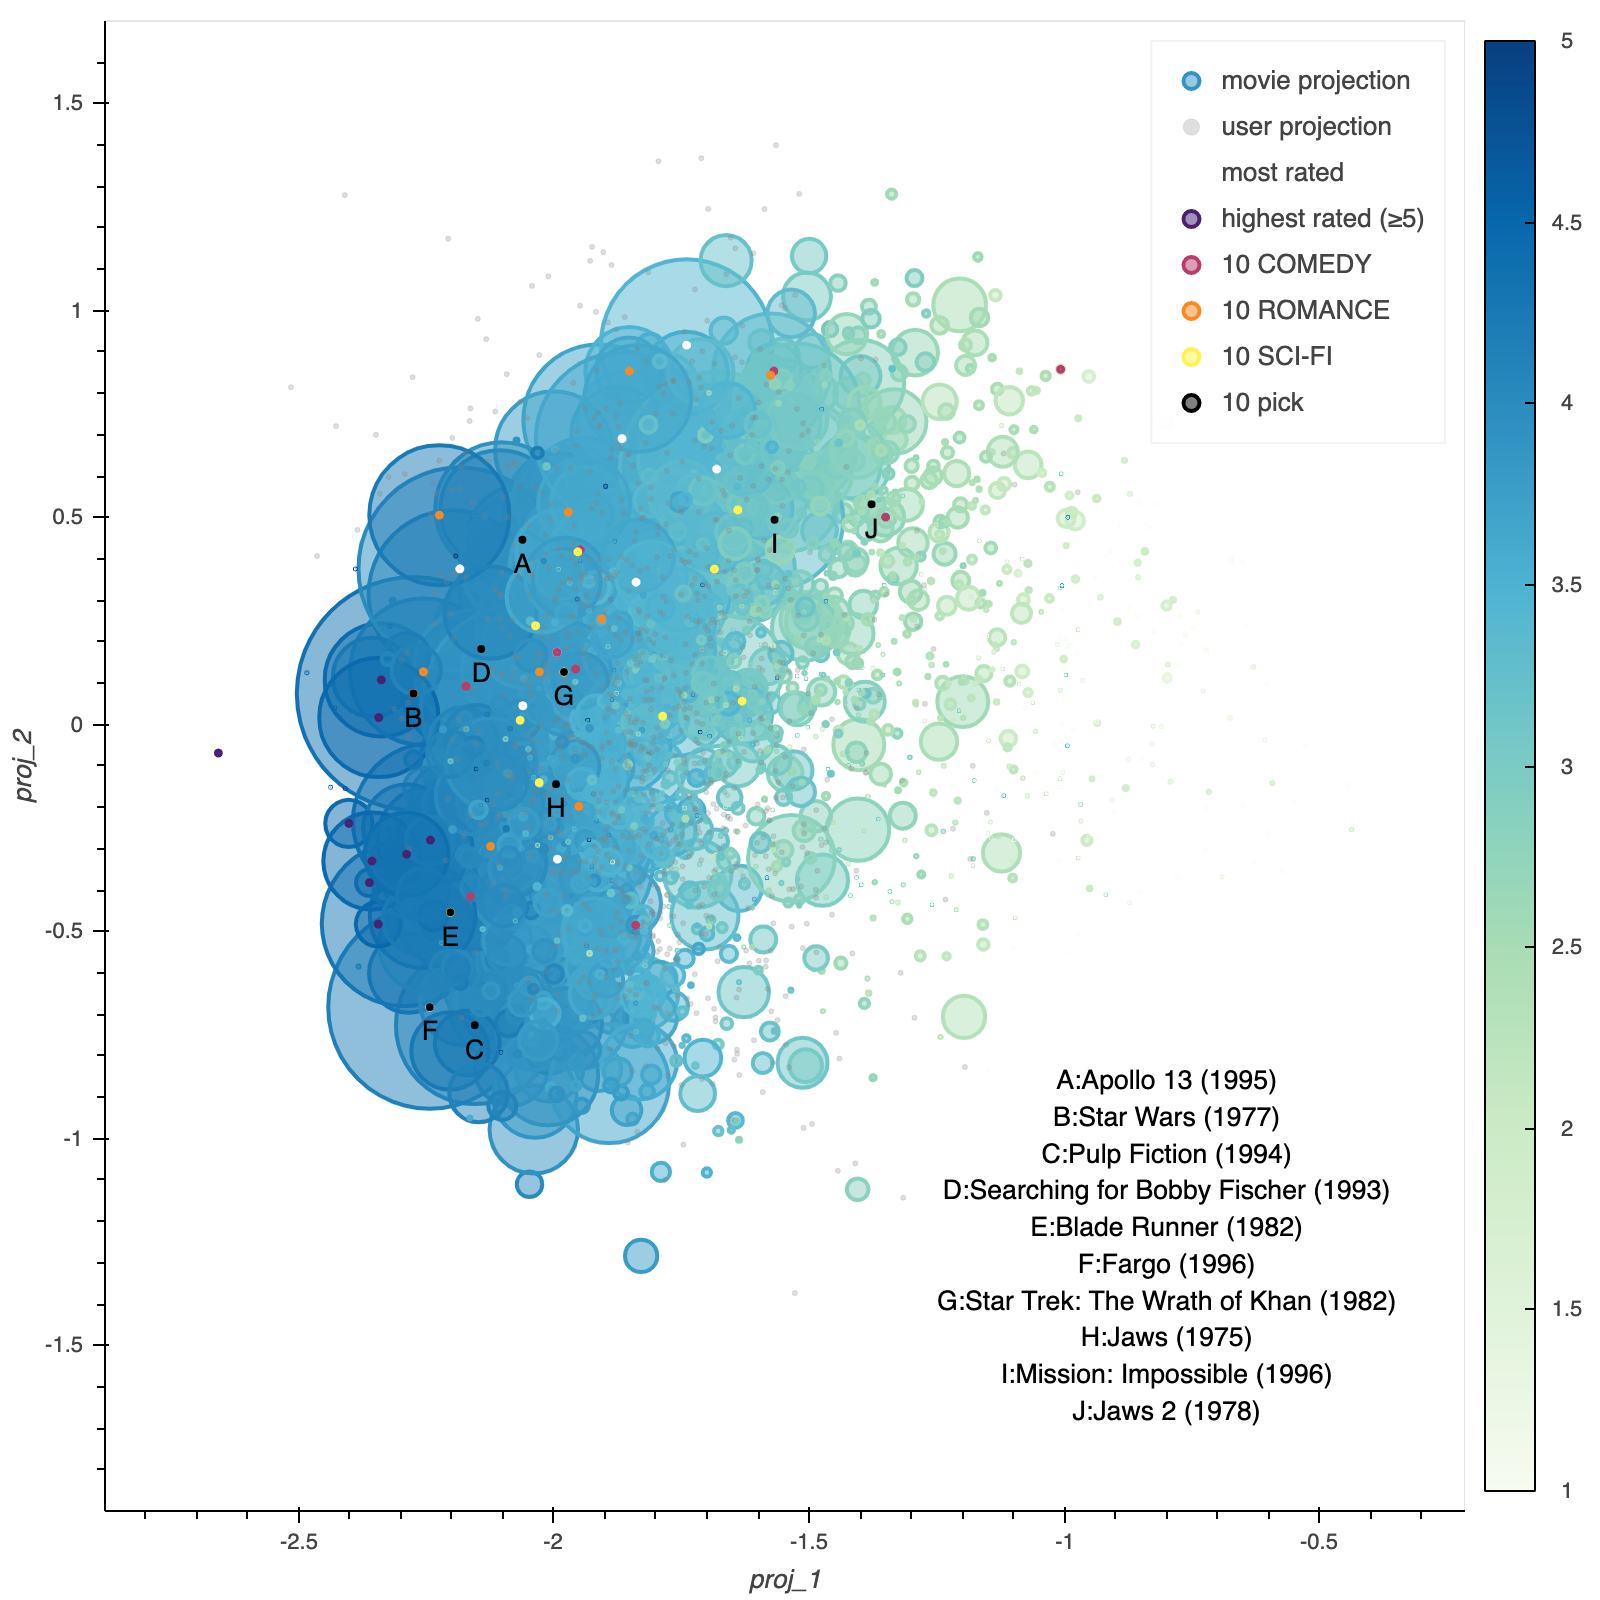 movie projection
user projection
most rated
highest rated (≥5)
10 COMEDY
10 ROMANCE
10 SCI-FI
10 pick
5
4.5
4
3.5
3
2.5
2
1.5
1
1.5
1
0.5
0
-0.5
-1
-1.5
proj_2
A
B
C
D
E
F
G
H
I
J
A:Apollo 13 (1995)
B:Star Wars (1977)
C:Pulp Fiction (1994)
D:Searching for Bobby Fischer (1993)
E:Blade Runner (1982)
F:Fargo (1996)
G:Star Trek: The Wrath of Khan (1982)
H:Jaws (1975)
I:Mission: Impossible (1996)
J:Jaws 2 (1978)
-2.5 -2 -1.5 -1 -0.5
proj_1